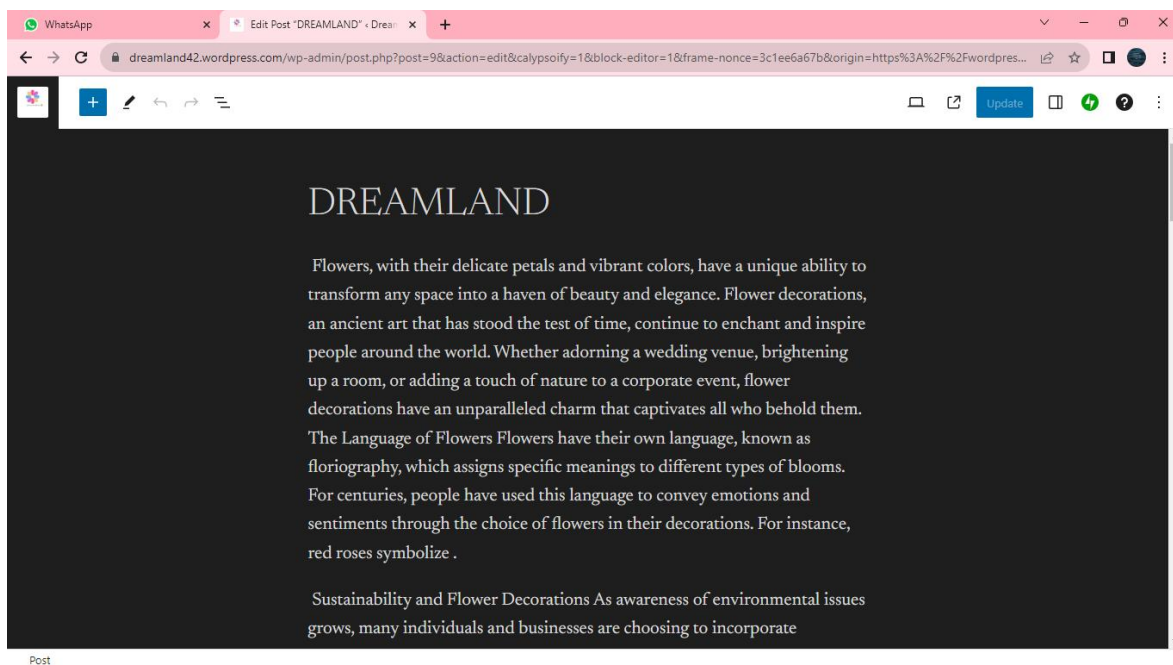 WhatsApp
Edit Post "DREAMLAND" ‹ Dream
dreamland42.wordpress.com/wp-admin/post.php?post=9&action=edit&calypsoify=1&block-editor=1&frame-nonce=3c1ee6a67b&origin=https%3A%2F%2Fwordpres...
Update
DREAMLAND
Flowers, with their delicate petals and vibrant colors, have a unique ability to
transform any space into a haven of beauty and elegance. Flower decorations,
an ancient art that has stood the test of time, continue to enchant and inspire
people around the world. Whether adorning a wedding venue, brightening
up a room, or adding a touch of nature to a corporate event, flower
decorations have an unparalleled charm that captivates all who behold them.
The Language of Flowers Flowers have their own language, known as
floriography, which assigns specific meanings to different types of blooms.
For centuries, people have used this language to convey emotions and
sentiments through the choice of flowers in their decorations. For instance,
red roses symbolize .
Sustainability and Flower Decorations As awareness of environmental issues
grows, many individuals and businesses are choosing to incorporate
Post